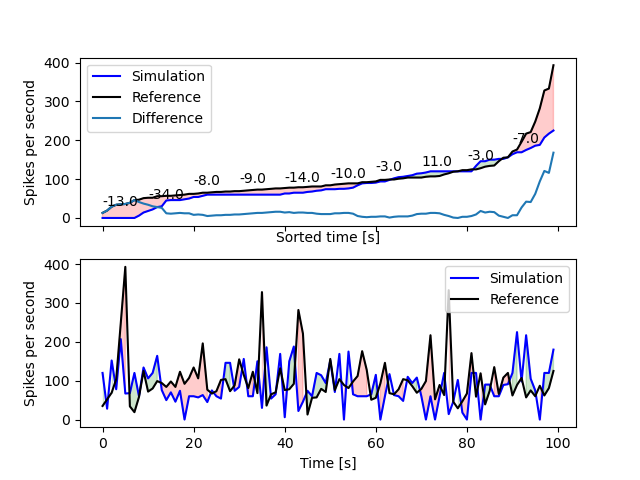 400
300
200
100
0
Spikes per second
Simulation
Reference
Difference
-13.0
-34.0
-8.0
-9.0
-14.0
-10.0
-3.0
11.0
-3.0
-7.0
Sorted time [s]
400
300
200
100
0
Spikes per second
Simulation
Reference
0 20 40 60 80 100
Time [s]